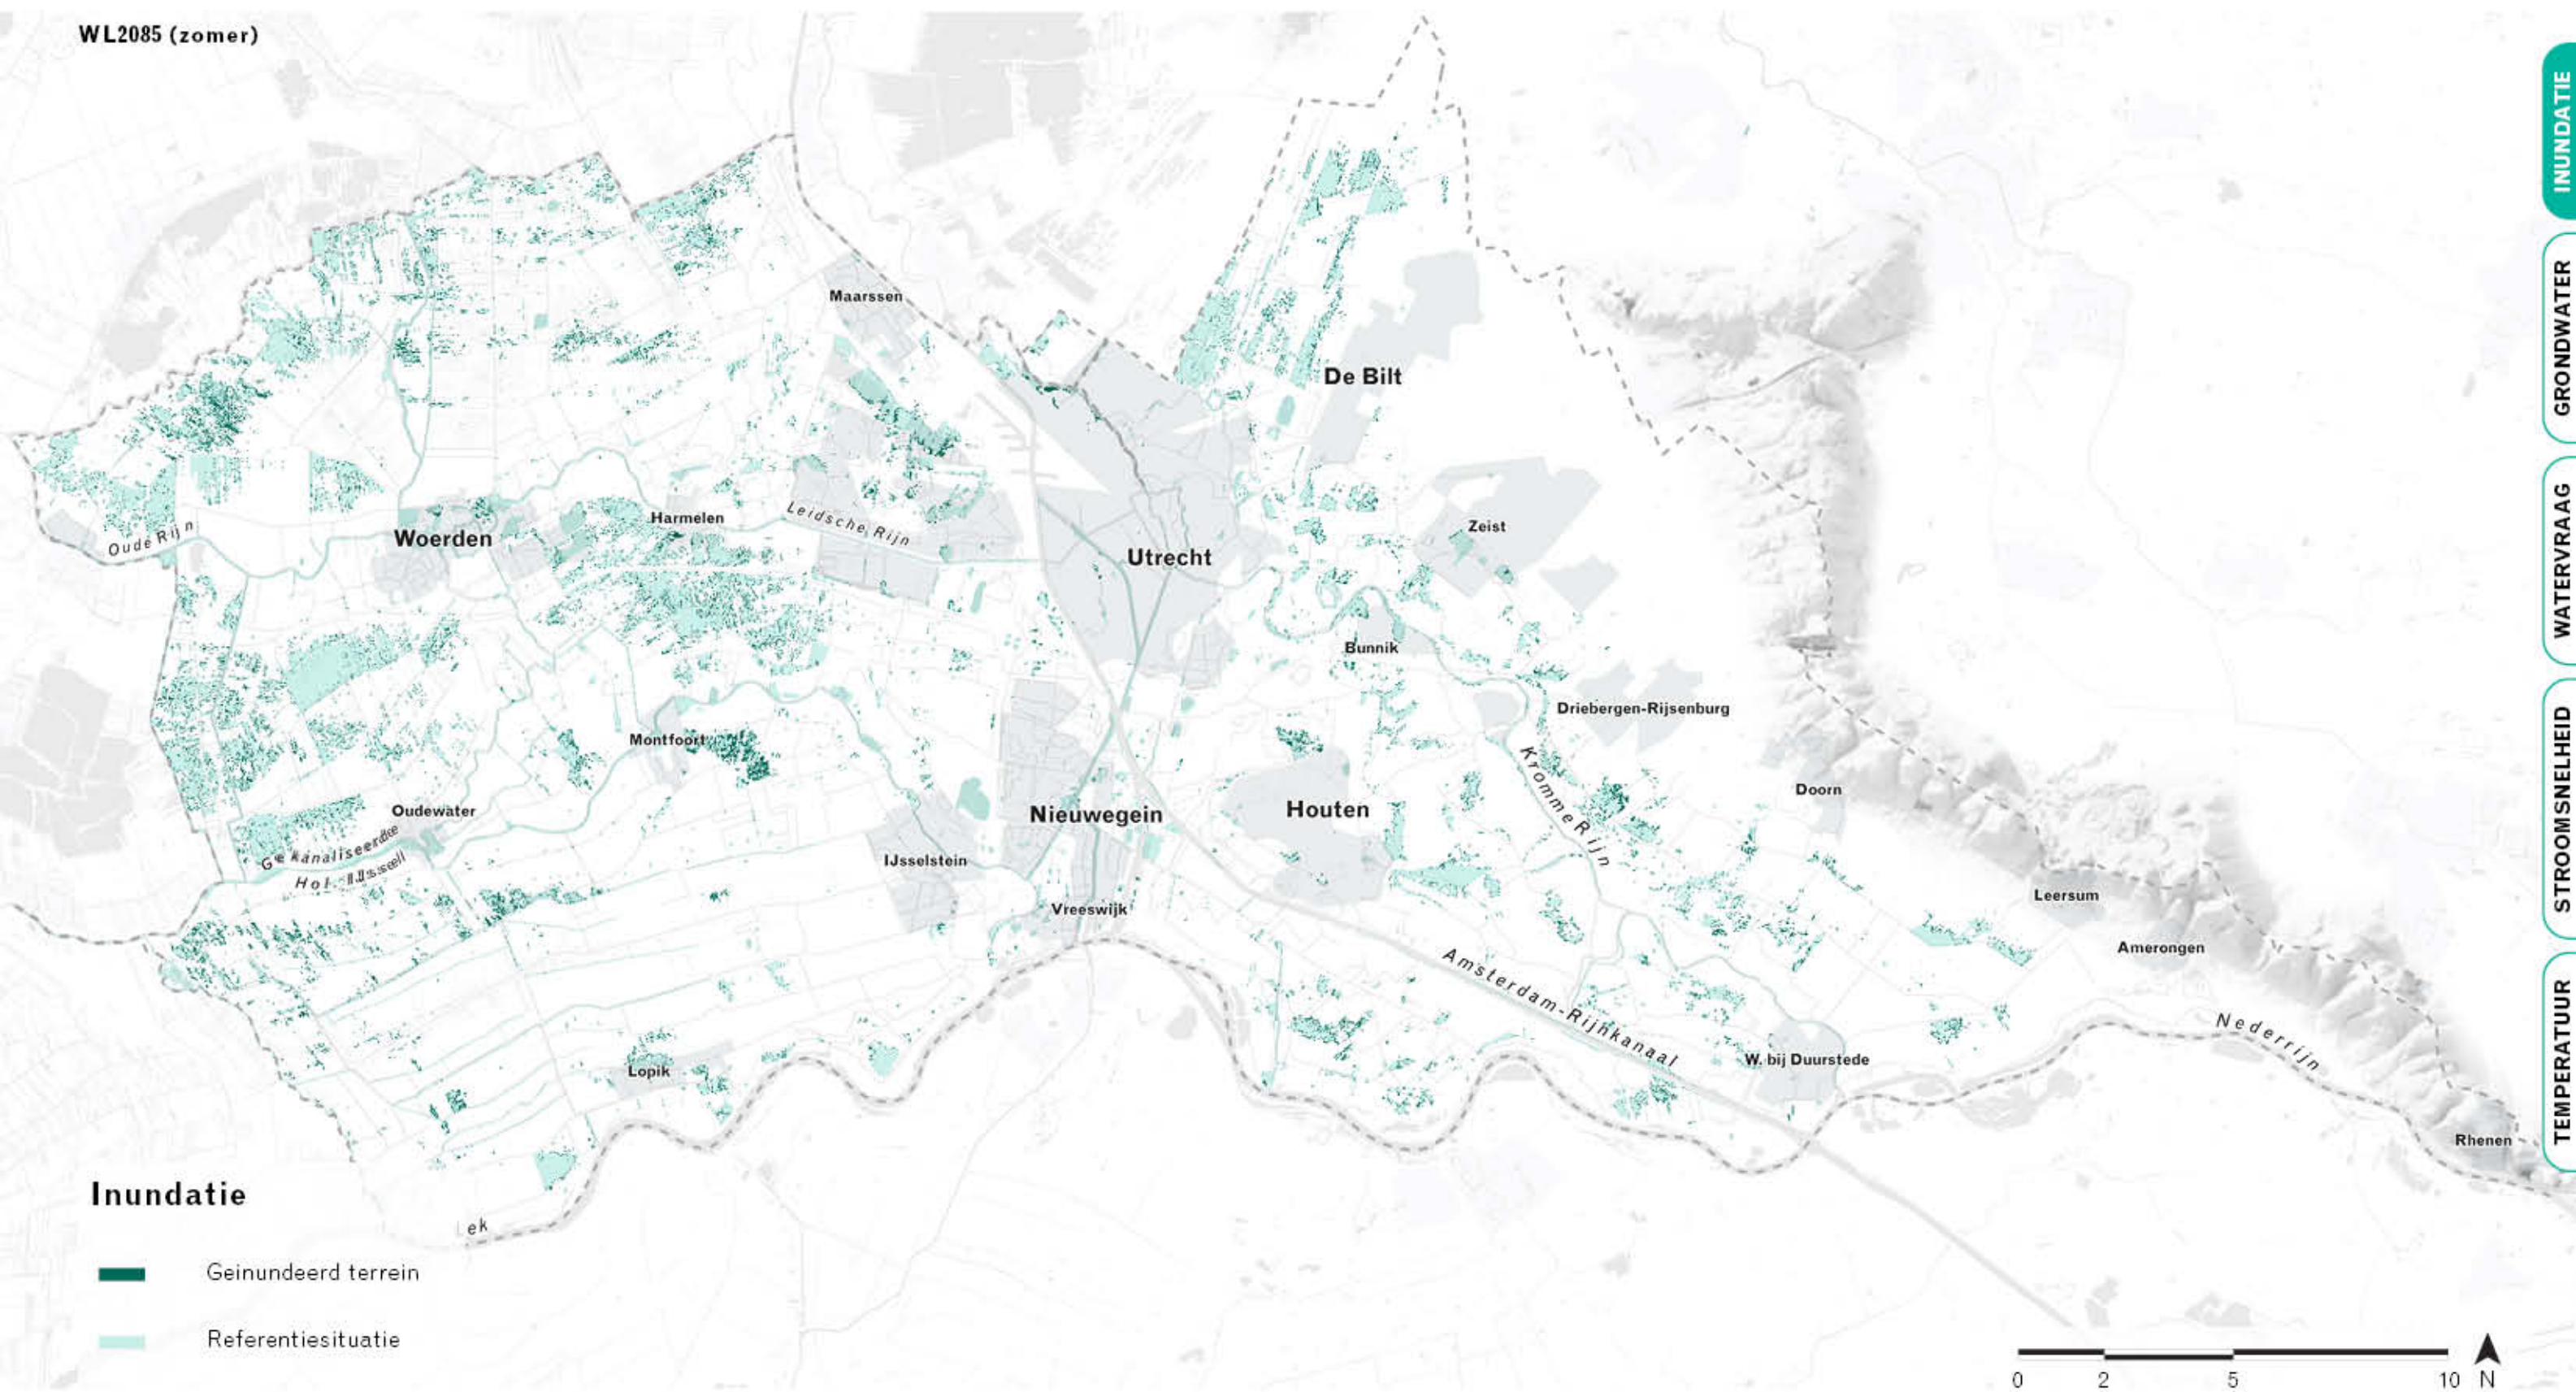 WL2085 (zomer)
INUNDATIE
GRONDWATER
WATERVRAAG
STROOMSNELHEID
TEMPERATUUR
Maarssen
De Bilt
Oude Rijn
Woerden
Harmelen
Leidsche Rijn
Utrecht
Zeist
Bunnik
Driebergen-Rijsenburg
Montfoort
Kromme Rijn
Doorn
Oudewater
Gekanaliseerde
Hol. IJssel
Nieuwegein
Houten
IJsselstein
Vreeswijk
Leersum
Amerongen
Amsterdam-Rijnkanaal
Nederrijn
Lopik
W. bij Duurstede
Rhenen
Lek
Inundatie
Geinundeerd terrein
Referentiesituatie
0 2 5 10 N